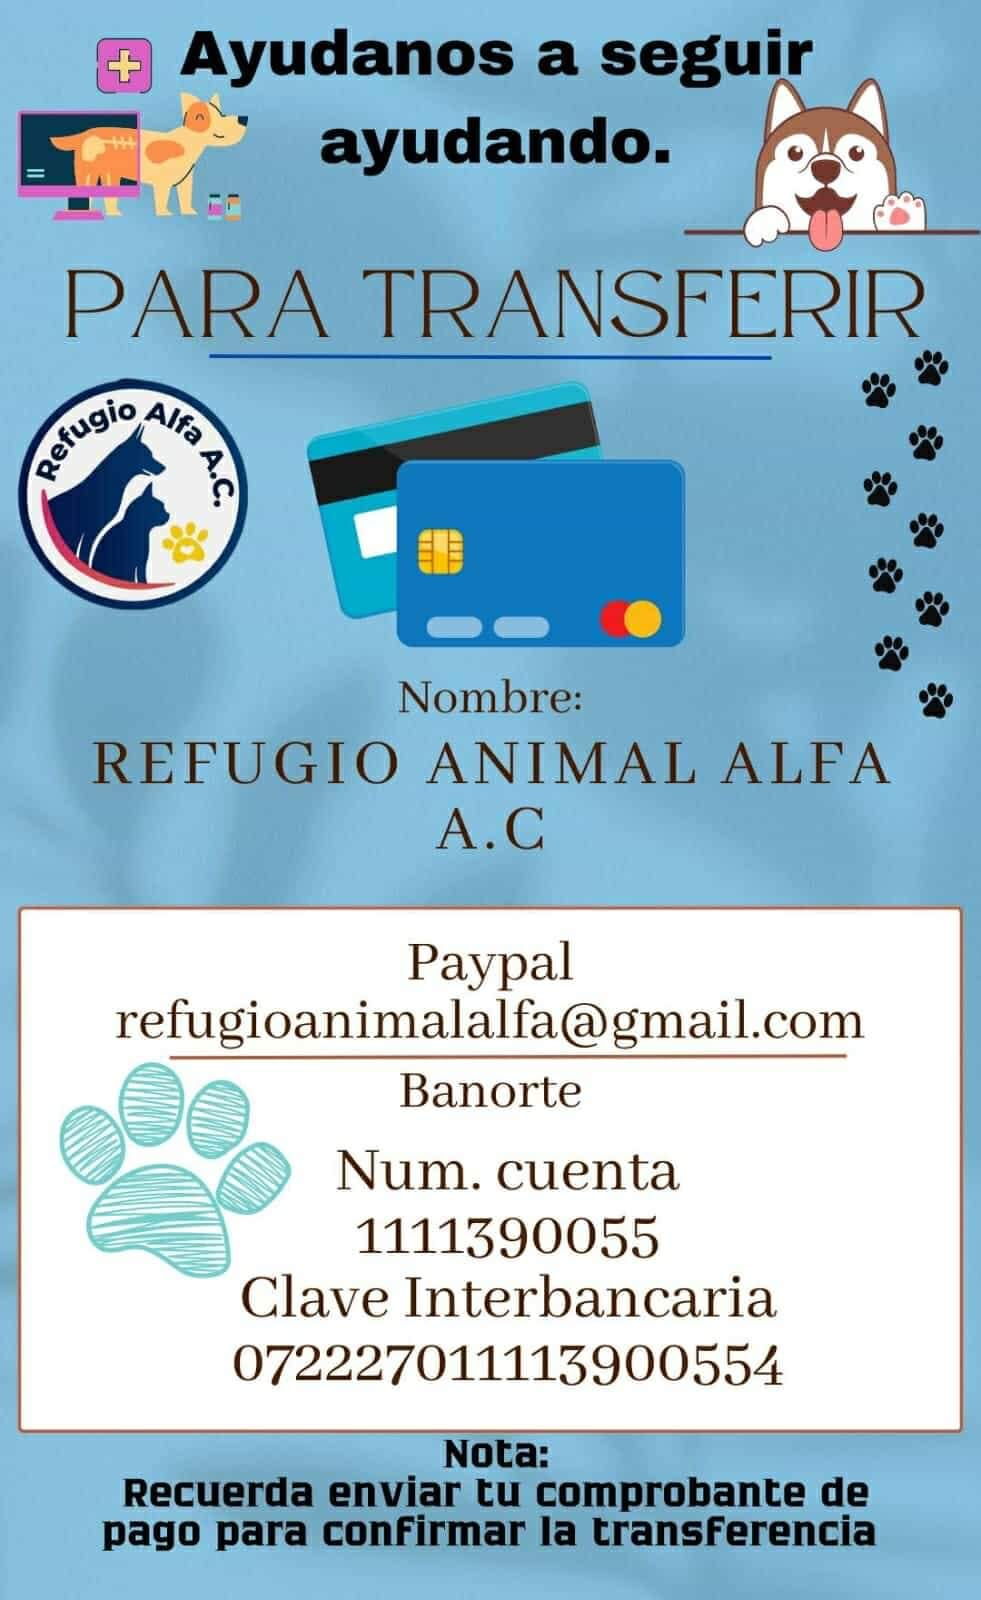 Ayudanos a seguir
ayudando.
PARA TRANSFERIR
Refugio Alfa A.C.
Nombre:
REFUGIO ANIMAL ALFA
A.C
Paypal
refugioanimalalfa@gmail.com
Banorte
Num. cuenta
1111390055
Clave Interbancaria
072227011113900554
Nota:
Recuerda enviar tu comprobante de
pago para confirmar la transferencia